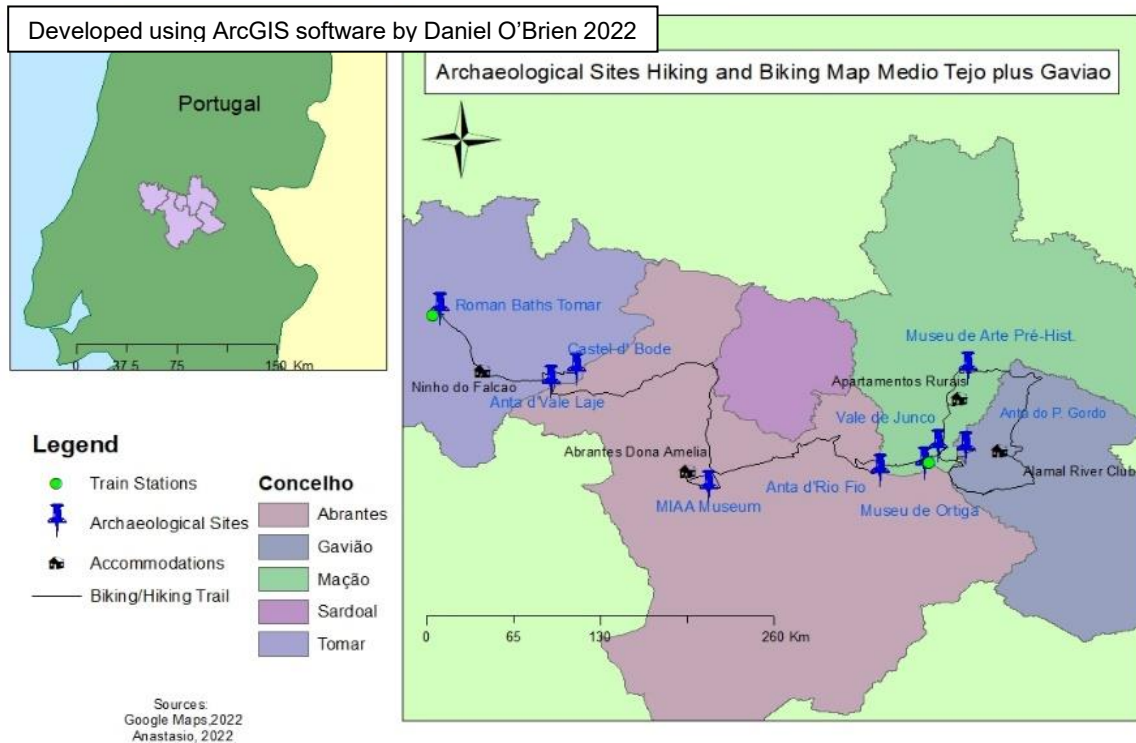 Developed using ArcGIS software by Daniel O’Brien 2022
Portugal
0 37.5 75 150 Km
Archaeological Sites Hiking and Biking Map Medio Tejo plus Gaviao
Roman Baths Tomar
Castel d' Bode
Ninho do Falcao
Anta d'Vale Laje
Museu de Arte Pré-Hist.
Apartamentos Rurais
Vale de Junco
Anta do P. Gordo
Abrantes Dona Amelia
Alamal River Club
MIAA Museum
Anta d'Rio Fio
Museu de Ortiga
0 65 130 260 Km
Legend
Train Stations
Archaeological Sites
Accommodations
Biking/Hiking Trail
Concelho
Abrantes
Gavião
Mação
Sardoal
Tomar
Sources:
Google Maps,2022
Anastasio, 2022